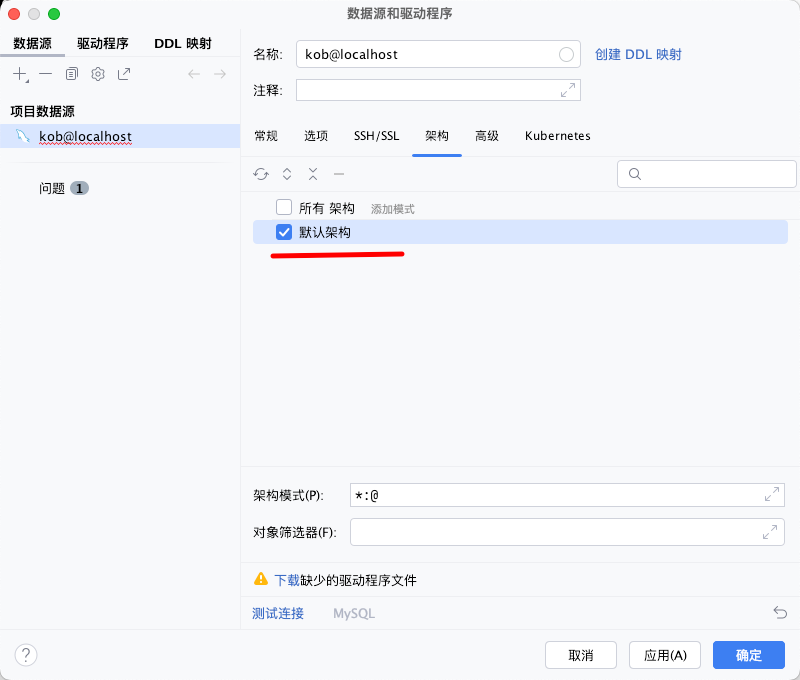 数据源和驱动程序
数据源 驱动程序 DDL 映射
项目数据源
kob@localhost
问题 1
名称: kob@localhost 创建 DDL 映射
注释:
常规 选项 SSH/SSL 架构 高级 Kubernetes
所有 架构 添加模式
默认架构
架构模式(P): *:@
对象筛选器(F):
下载缺少的驱动程序文件
测试连接 MySQL
? 取消 应用(A) 确定